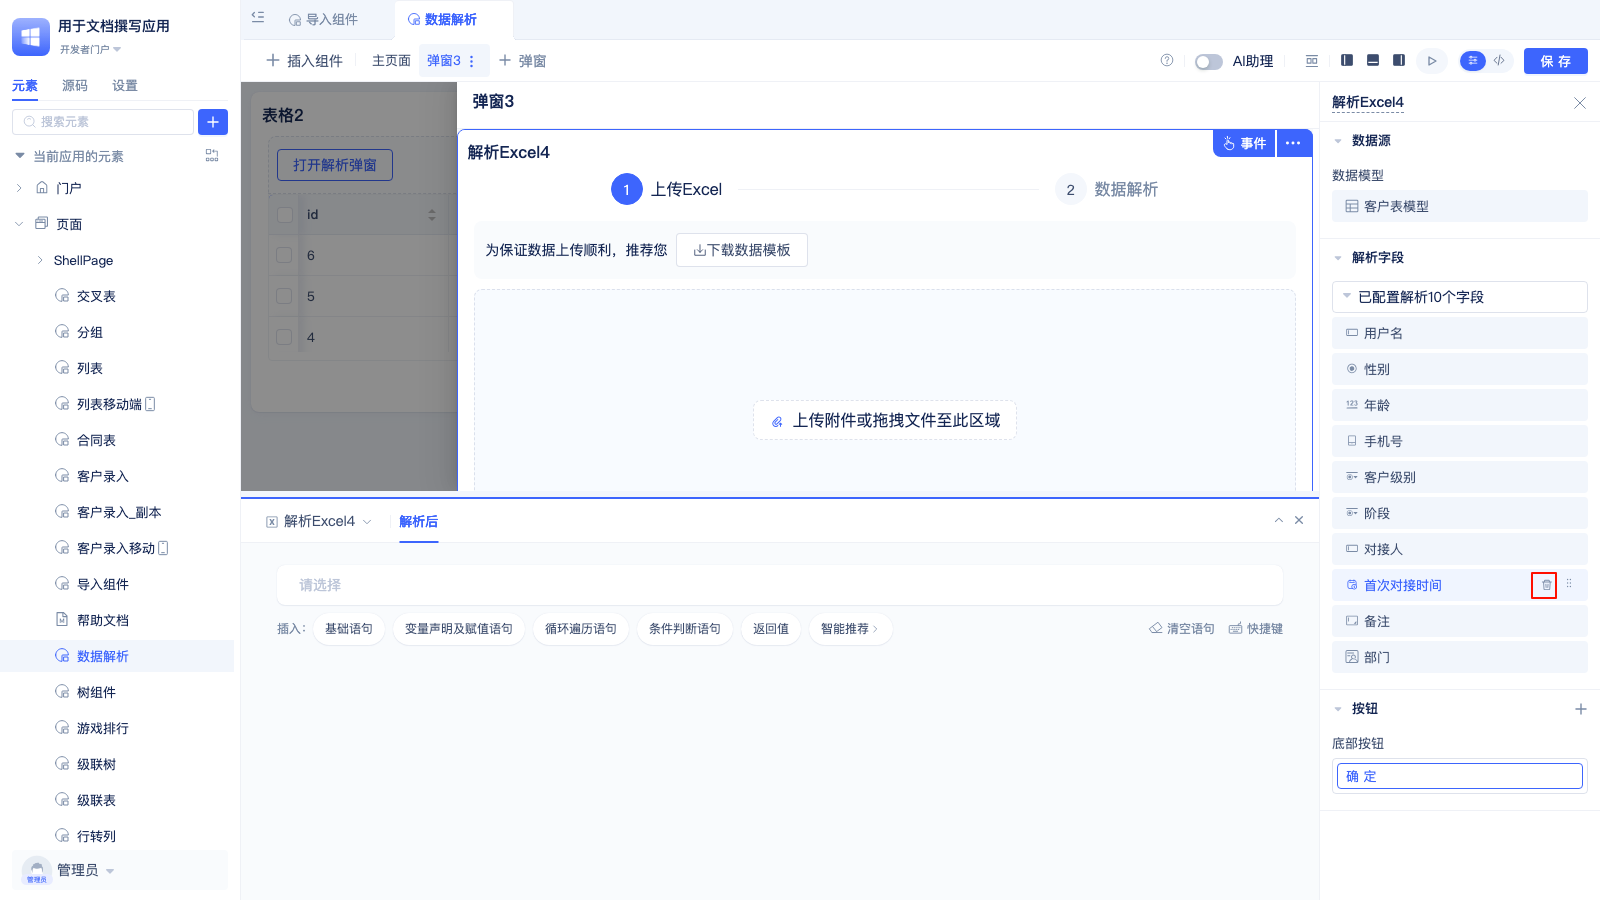 用于文档撰写应用
开发者门户
元素 源码 设置
搜索元素
当前应用的元素
门户
页面
ShellPage
交叉表
分组
列表
列表移动端
合同表
客户录入
客户录入_副本
客户录入移动
导入组件
帮助文档
数据解析
树组件
游戏排行
级联树
级联表
行转列
管理员
管理员
导入组件 数据解析
插入组件 主页面 弹窗3 弹窗
AI助理 保 存
表格2
打开解析弹窗
id
6
5
4
弹窗3
解析Excel4
事件
1 上传Excel 2 数据解析
为保证数据上传顺利，推荐您 下载数据模板
上传附件或拖拽文件至此区域
解析Excel4 解析后
请选择
插入： 基础语句 变量声明及赋值语句 循环遍历语句 条件判断语句 返回值 智能推荐 清空语句 快捷键
解析Excel4
数据源
数据模型
客户表模型
解析字段
已配置解析10个字段
用户名
性别
123 年龄
手机号
客户级别
阶段
对接人
首次对接时间
备注
部门
按钮
底部按钮
确 定